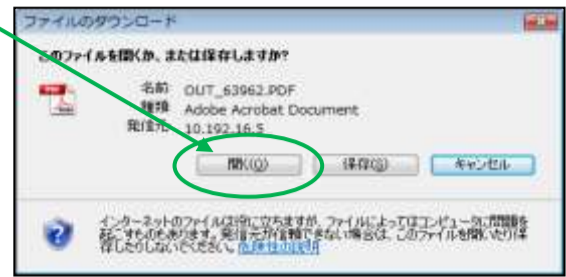 ファイルのダウンロード
このファイルを開くか、または保存しますか?
名前 OUT_63962.PDF
種類 Adobe Acrobat Document
発信元 10.192.16.5
開く(O) 保存(S) キャンセル
インターネットのファイルは役に立ちますが、ファイルによってはコンピュータに問題を
起こすものもあります。発信元が信頼できない場合は、このファイルを開いたり保
存したりしないでください。危険性の説明